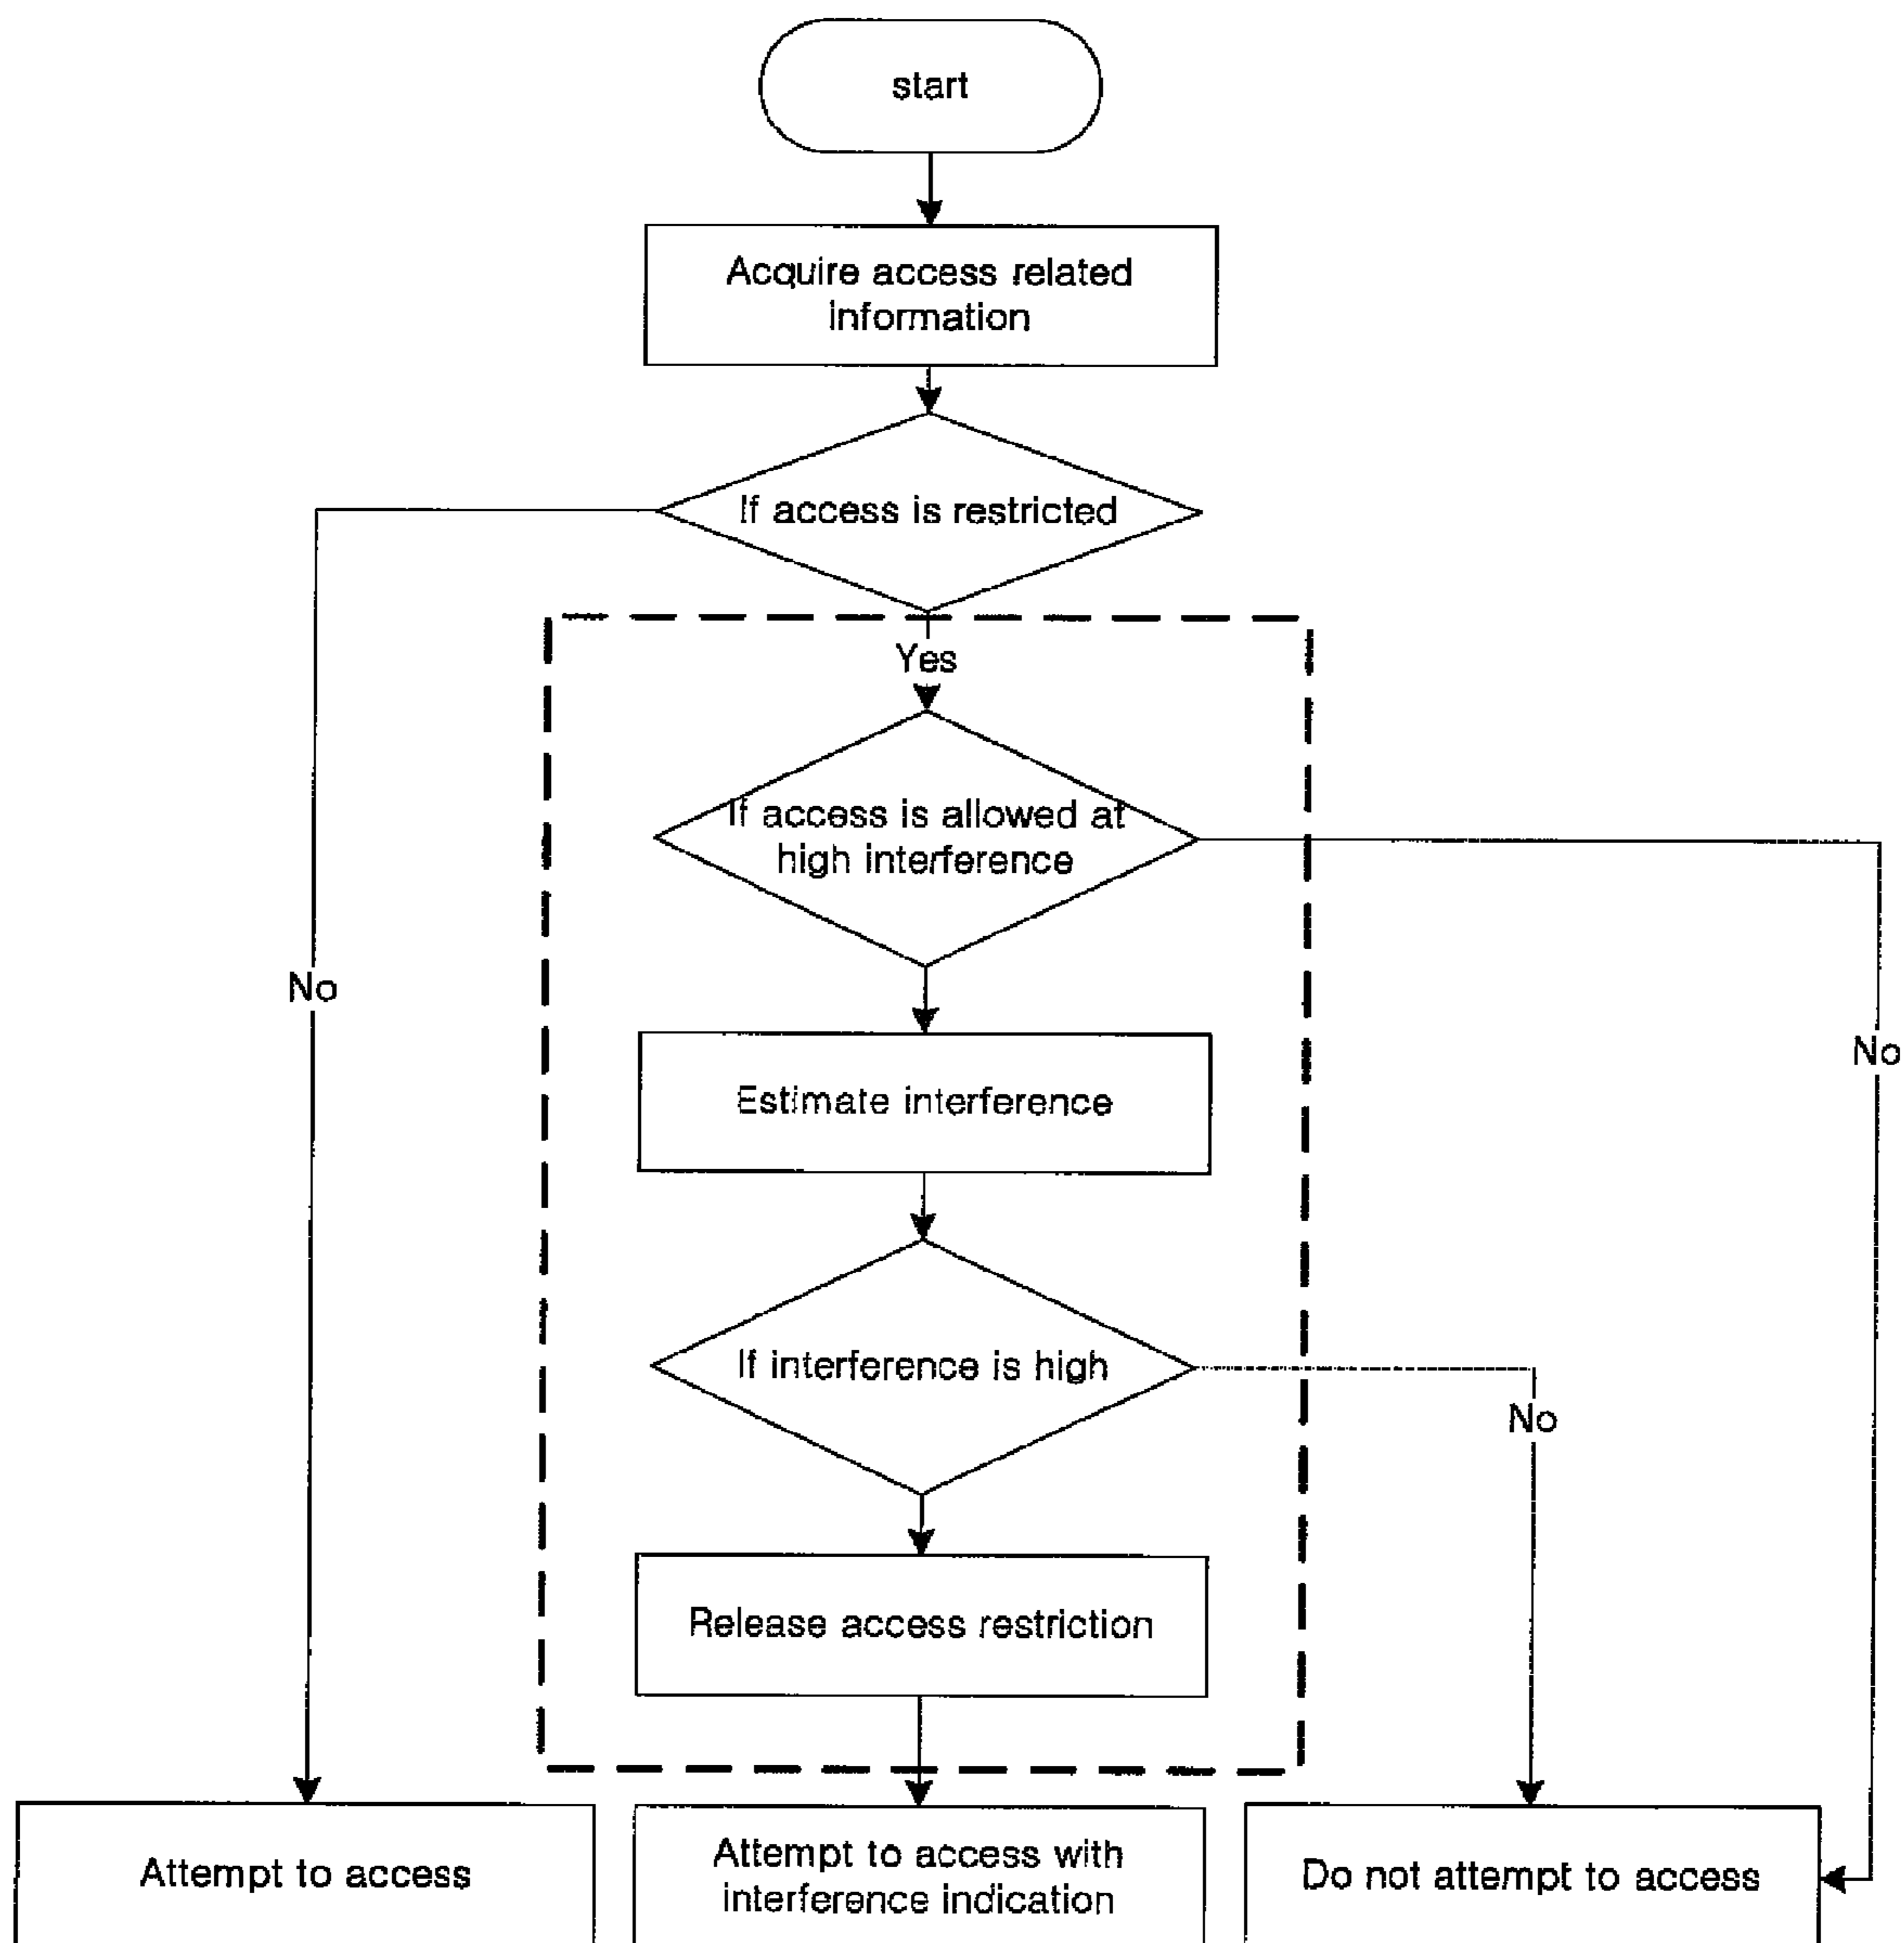 start
Acquire access related
information
If access is restricted
Yes
If access is allowed at
high interference
No
No
Estimate interference
If interference is high
No
Release access restriction
Attempt to access
Attempt to access with
interference indication
Do not attempt to access